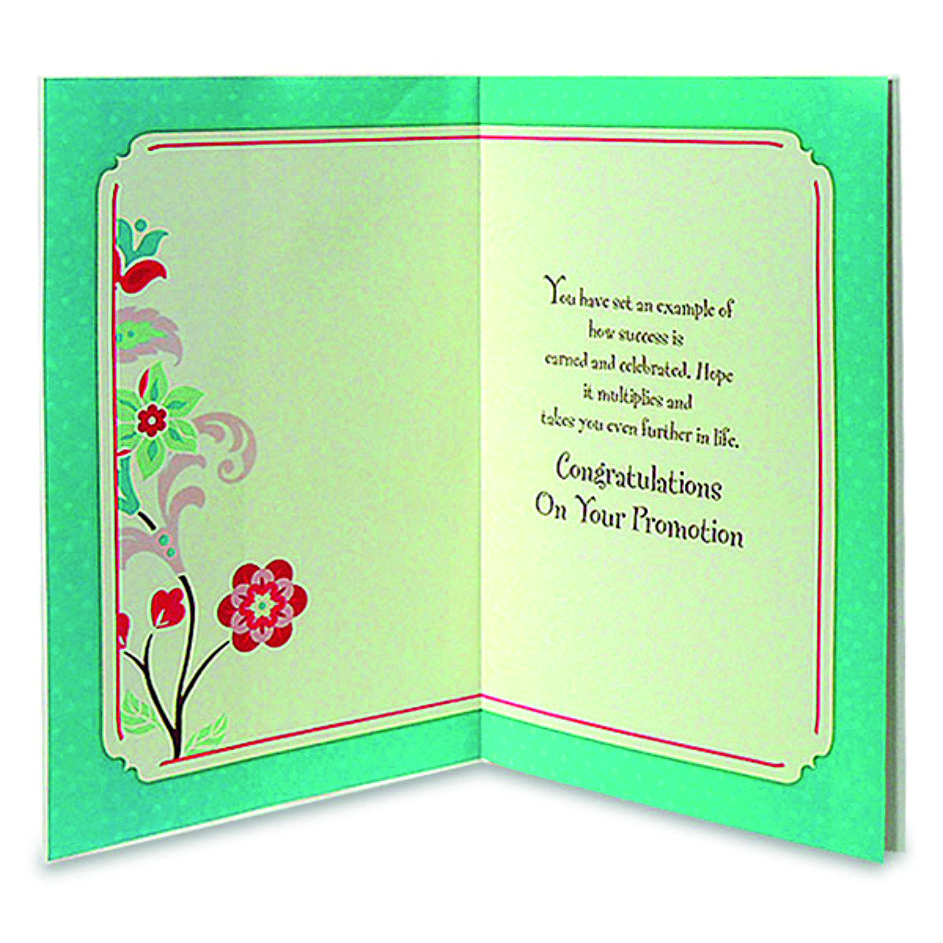 You have set an example of
how success is
earned and celebrated. Hope
it multiplies and
takes you even further in life.
Congratulations
On Your Promotion